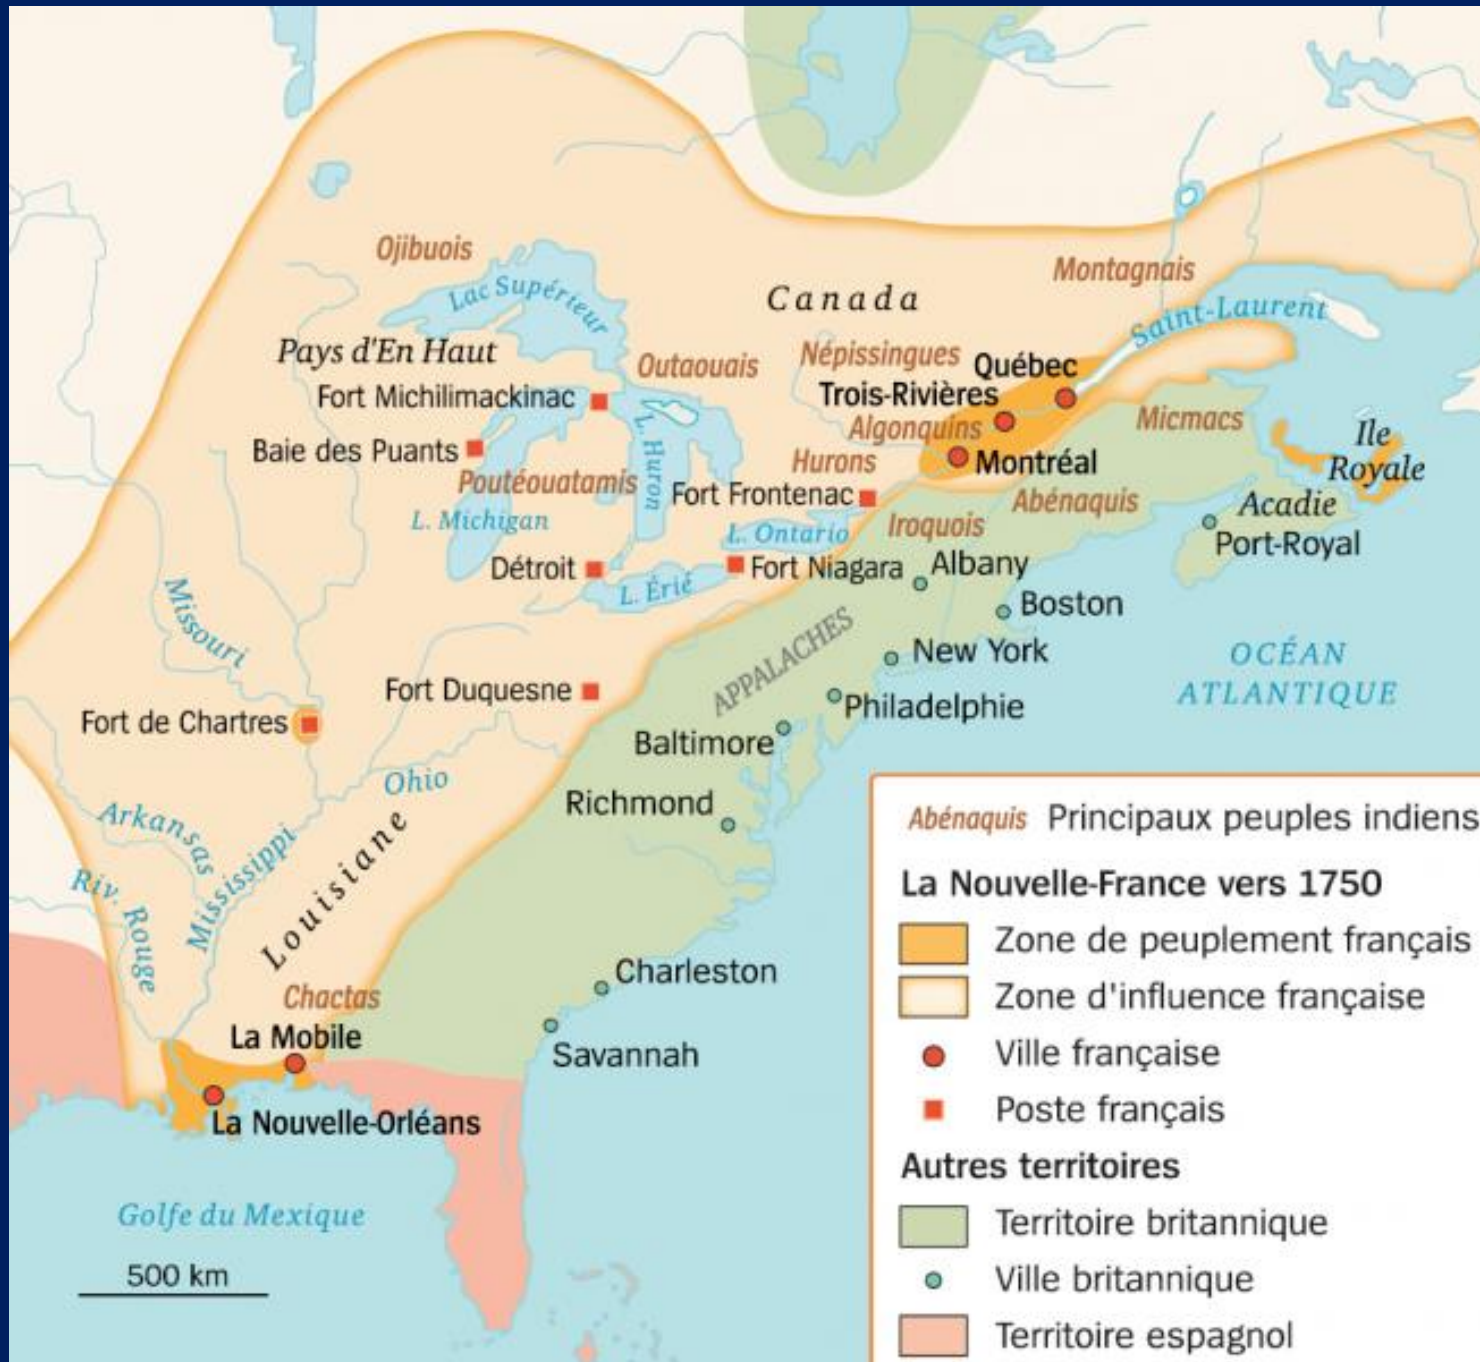 Ojibuois
Lac Supérieur
Canada
Montagnais
Saint-Laurent
Pays d'En Haut
Outaouais
Népissingues
Québec
Fort Michilimackinac
Trois-Rivières
Algonquins
Micmacs
Ile
Royale
Baie des Puants
L. Huron
Hurons
Montréal
Poutéouatamis
Fort Frontenac
Abénaquis
Acadie
L. Michigan
L. Ontario
Iroquois
Port-Royal
Détroit
L. Érié
Fort Niagara
Albany
Missouri
Boston
APPALACHES
New York
OCÉAN
ATLANTIQUE
Fort Duquesne
Philadelphie
Fort de Chartres
Baltimore
Ohio
Richmond
Arkansas
Mississippi
Louisiane
Riv. Rouge
Charleston
Chactas
La Mobile
Savannah
La Nouvelle-Orléans
Golfe du Mexique
500 km
Abénaquis Principaux peuples indiens
La Nouvelle-France vers 1750
Zone de peuplement français
Zone d'influence française
Ville française
Poste français
Autres territoires
Territoire britannique
Ville britannique
Territoire espagnol